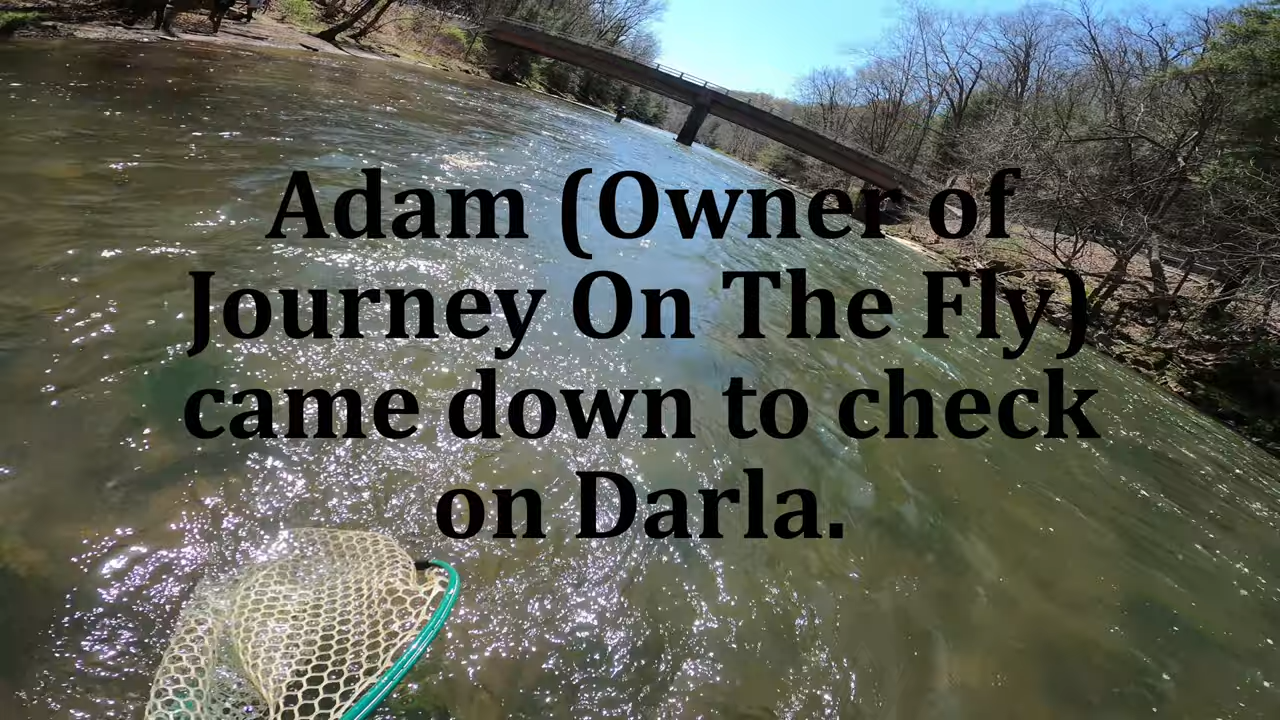 Adam (Owner of
Journey On The Fly)
came down to check
on Darla.